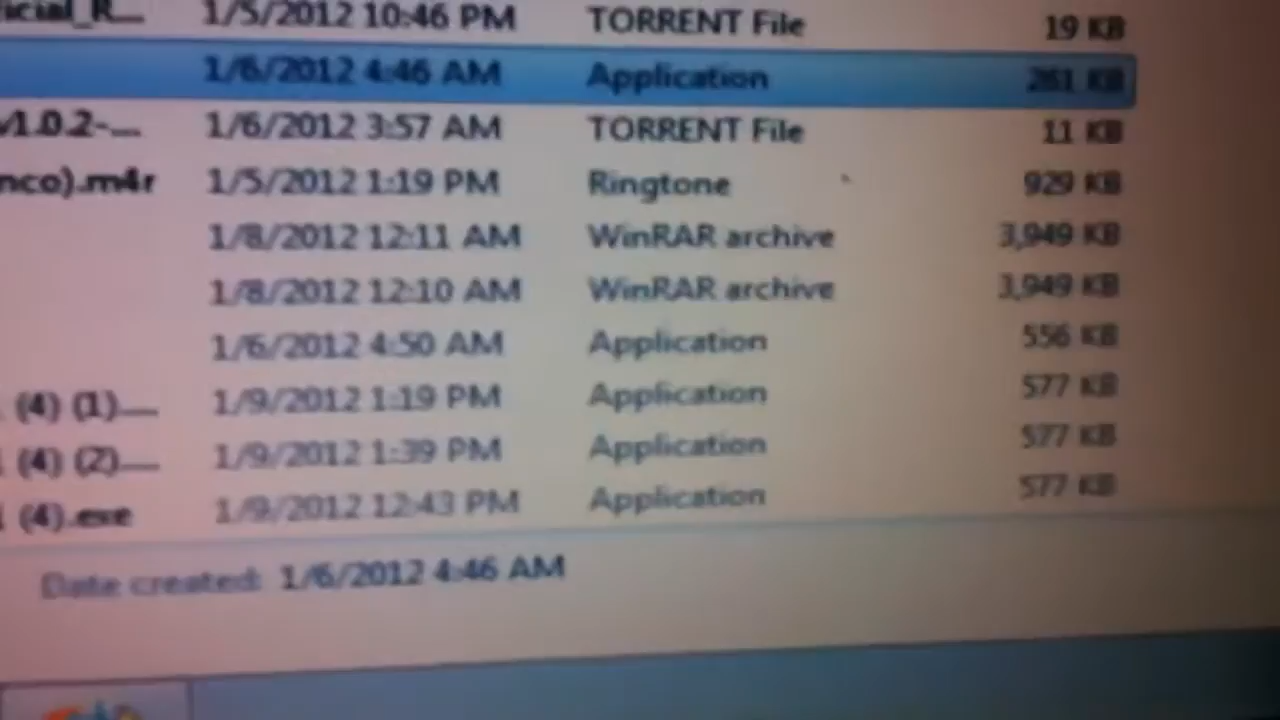 icial_R... 1/5/2012 10:46 PM TORRENT File 19 KB
1/6/2012 4:46 AM Application 261 KB
v1.0.2-... 1/6/2012 3:57 AM TORRENT File 11 KB
nco).m4r 1/5/2012 1:19 PM Ringtone 929 KB
1/8/2012 12:11 AM WinRAR archive 3,949 KB
1/8/2012 12:10 AM WinRAR archive 3,949 KB
1/6/2012 4:50 AM Application 556 KB
(4) (1)... 1/9/2012 1:19 PM Application 577 KB
(4) (2)... 1/9/2012 1:39 PM Application 577 KB
(4).exe 1/9/2012 12:43 PM Application 577 KB
Date created: 1/6/2012 4:46 AM